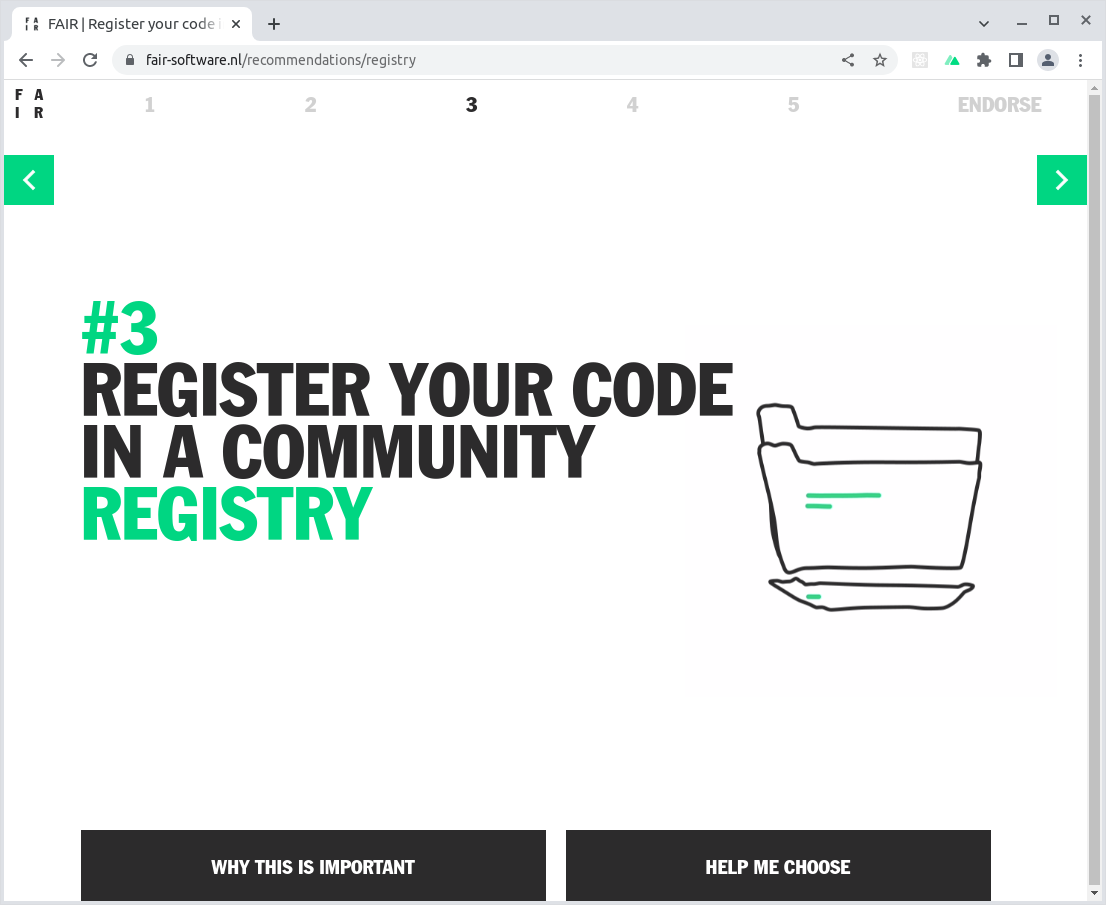 FAIR | Register your code i
fair-software.nl/recommendations/registry
F A
I R
1 2 3 4 5 ENDORSE
#3
REGISTER YOUR CODE
IN A COMMUNITY
REGISTRY
WHY THIS IS IMPORTANT
HELP ME CHOOSE